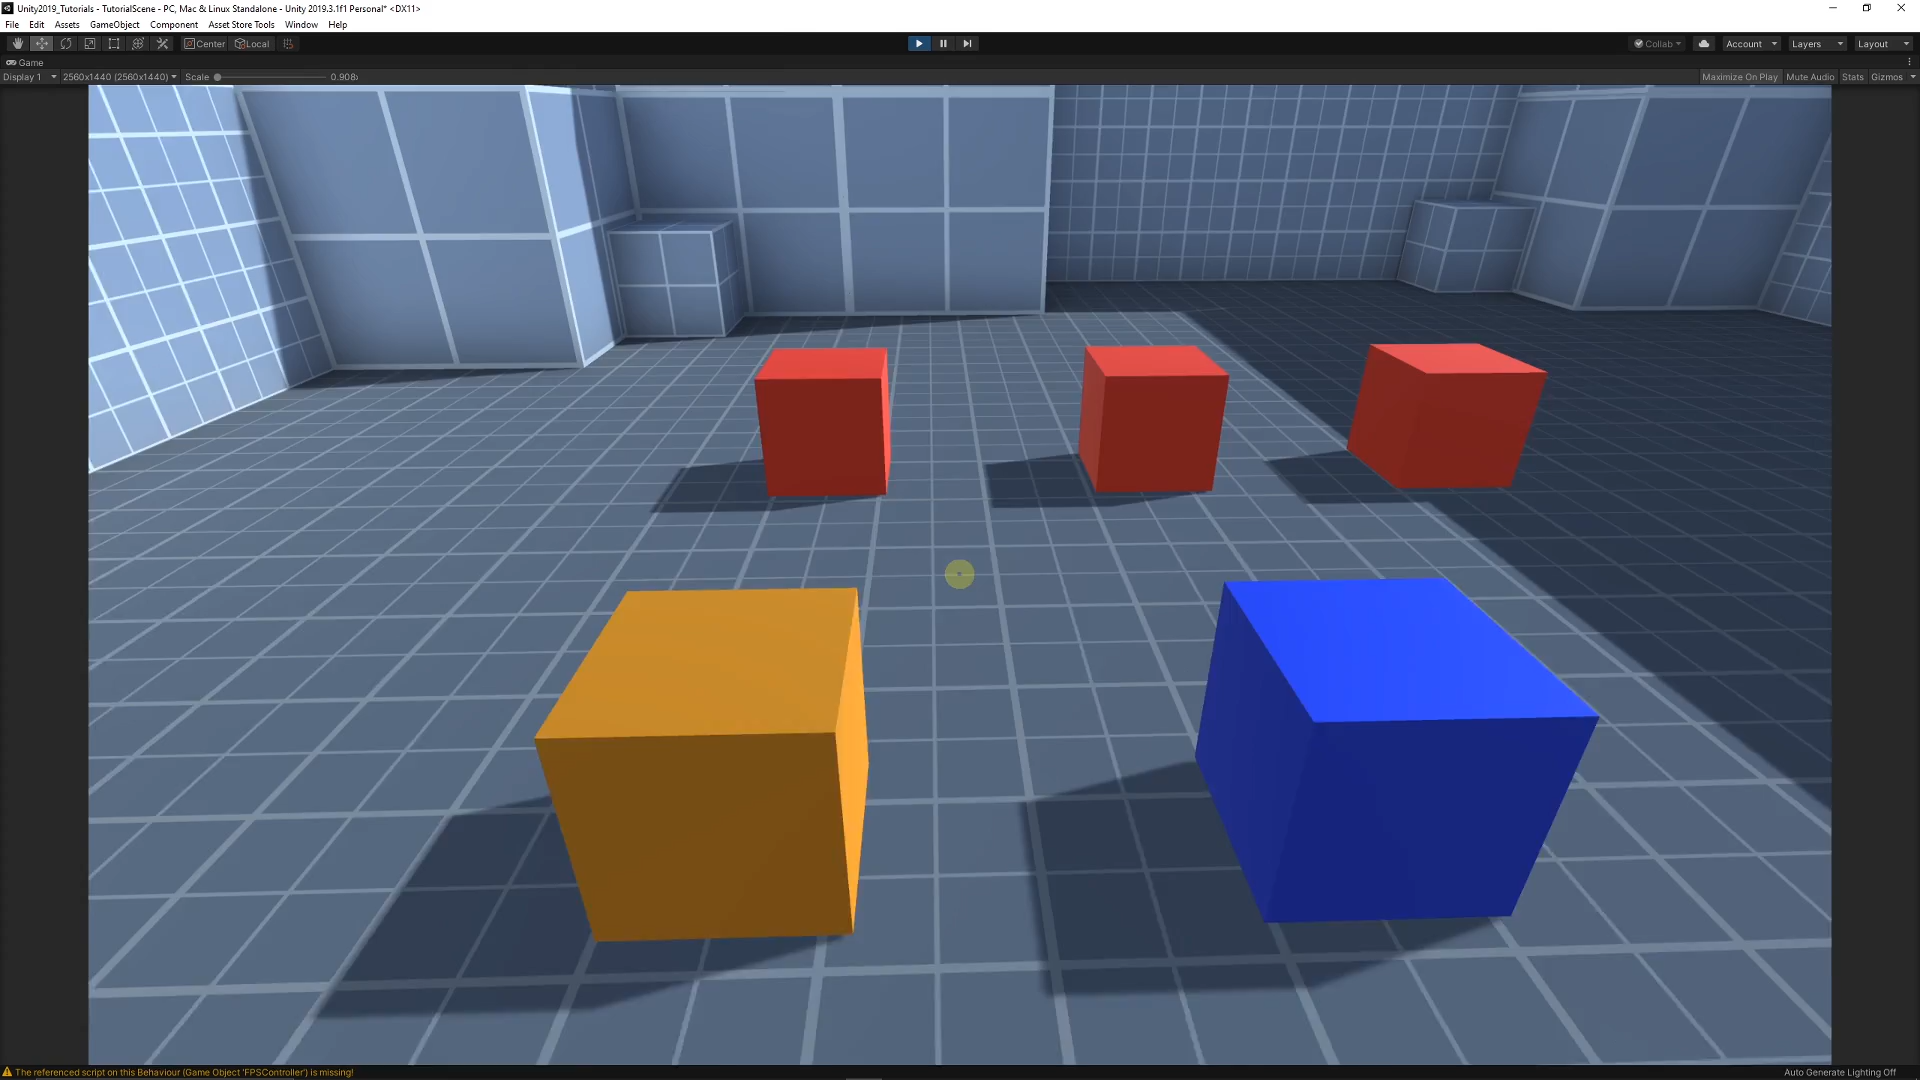 Unity2019_Tutorials - TutorialScene - PC, Mac & Linux Standalone - Unity 2019.3.1f1 Personal* <DX11>
File Edit Assets GameObject Component Asset Store Tools Window Help
Center Local Collab Account Layers Layout
Game
Display 1 2560x1440 (2560x1440) Scale 0.908x Maximize On Play Mute Audio Stats Gizmos
The referenced script on this Behaviour (Game Object 'FPSController') is missing! Auto Generate Lighting Off